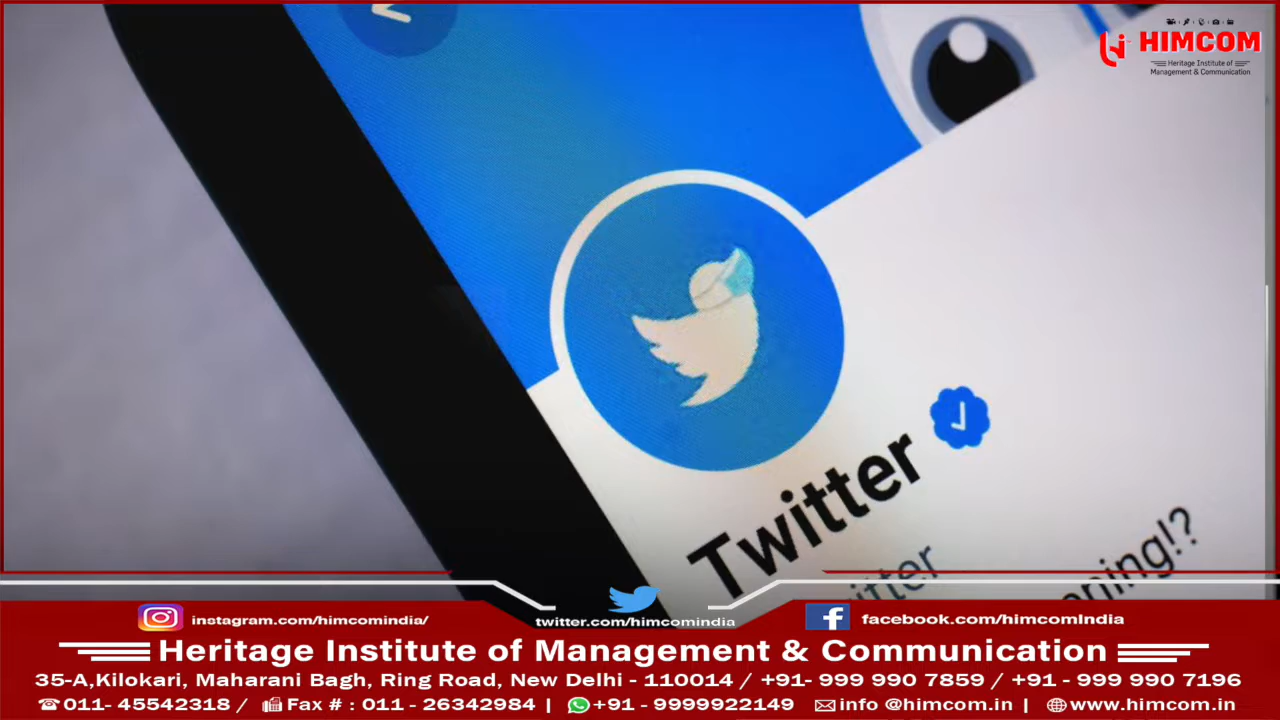 HIMCOM
Heritage Institute of
Management & Communication
Twitter
itter
ening!?
instagram.com/himcomindia/
twitter.com/himcomindia
facebook.com/himcomIndia
Heritage Institute of Management & Communication
35-A,Kilokari, Maharani Bagh, Ring Road, New Delhi - 110014 / +91- 999 990 7859 / +91 - 999 990 7196
011- 45542318 / Fax # : 011 - 26342984 | +91 - 9999922149 info @himcom.in | www.himcom.in